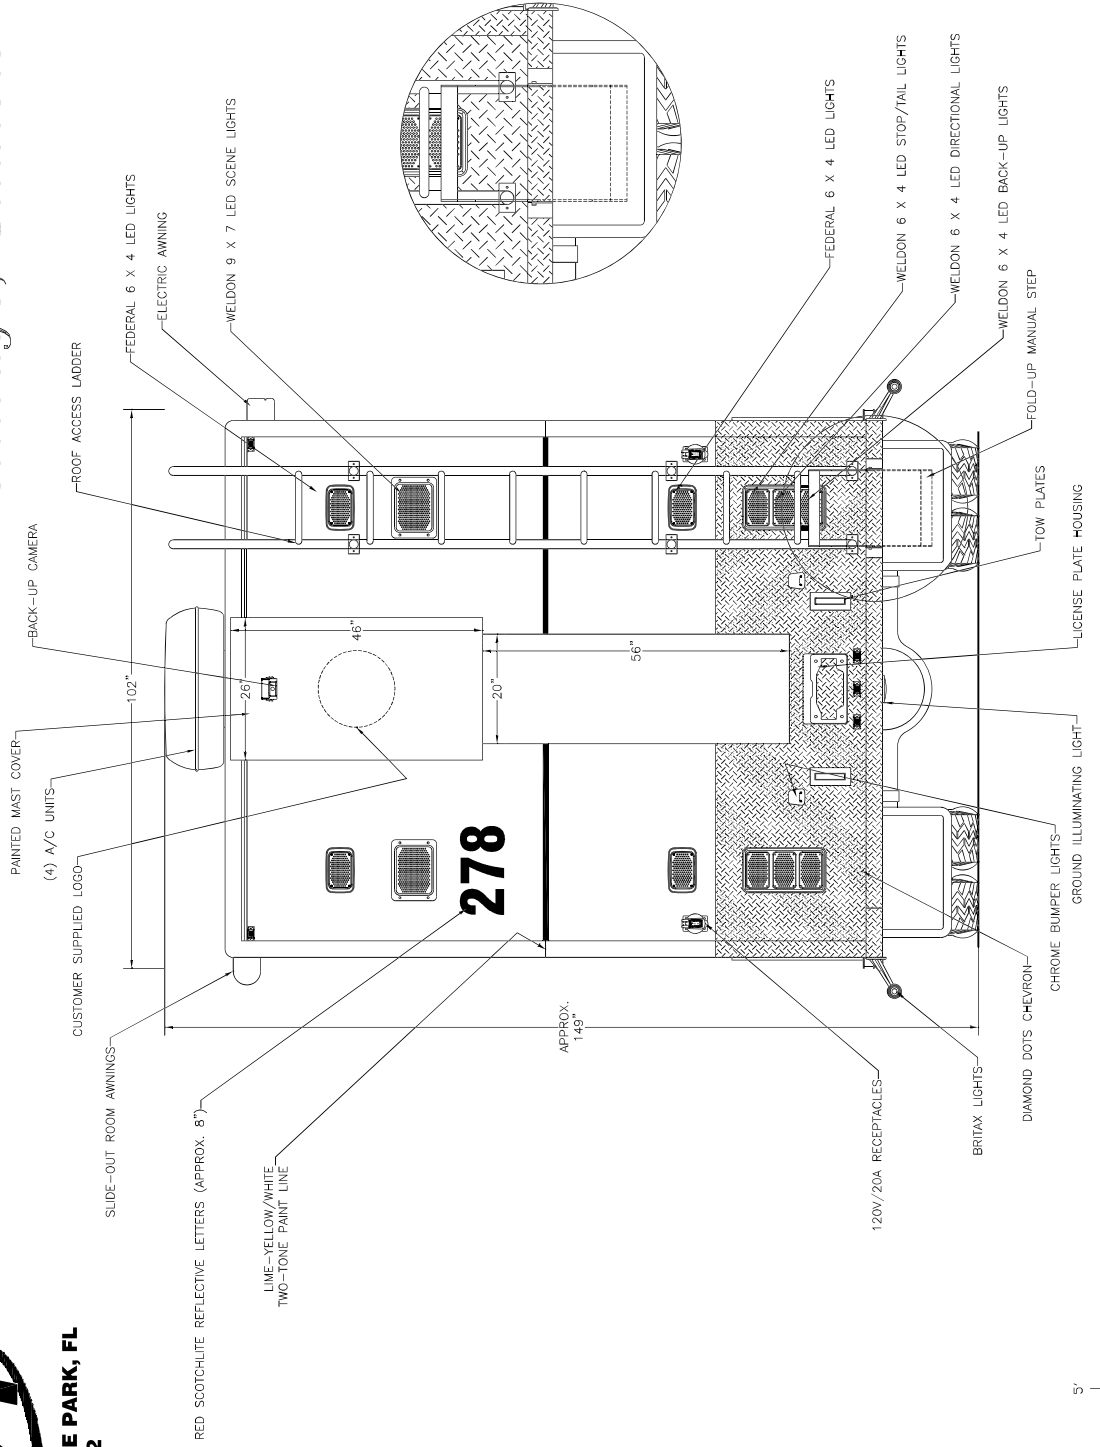 PAINTED MAST COVER
(4) A/C UNITS
CUSTOMER SUPPLIED LOGO
SLIDE-OUT ROOM AWNINGS
BACK-UP CAMERA
ROOF ACCESS LADDER
FEDERAL 6 X 4 LED LIGHTS
ELECTRIC AWNING
WELDON 9 X 7 LED SCENE LIGHTS
102"
26"
46"
20"
56"
278
APPROX.
149"
RED SCOTCHLITE REFLECTIVE LETTERS (APPROX. 8")
LIME-YELLOW/WHITE
TWO-TONE PAINT LINE
FEDERAL 6 X 4 LED LIGHTS
WELDON 6 X 4 LED STOP/TAIL LIGHTS
WELDON 6 X 4 LED DIRECTIONAL LIGHTS
WELDON 6 X 4 LED BACK-UP LIGHTS
FOLD-UP MANUAL STEP
TOW PLATES
LICENSE PLATE HOUSING
GROUND ILLUMINATING LIGHT
CHROME BUMPER LIGHTS
DIAMOND DOTS CHEVRON
BRITAX LIGHTS
120V/20A RECEPTACLES
E PARK, FL
2
5'